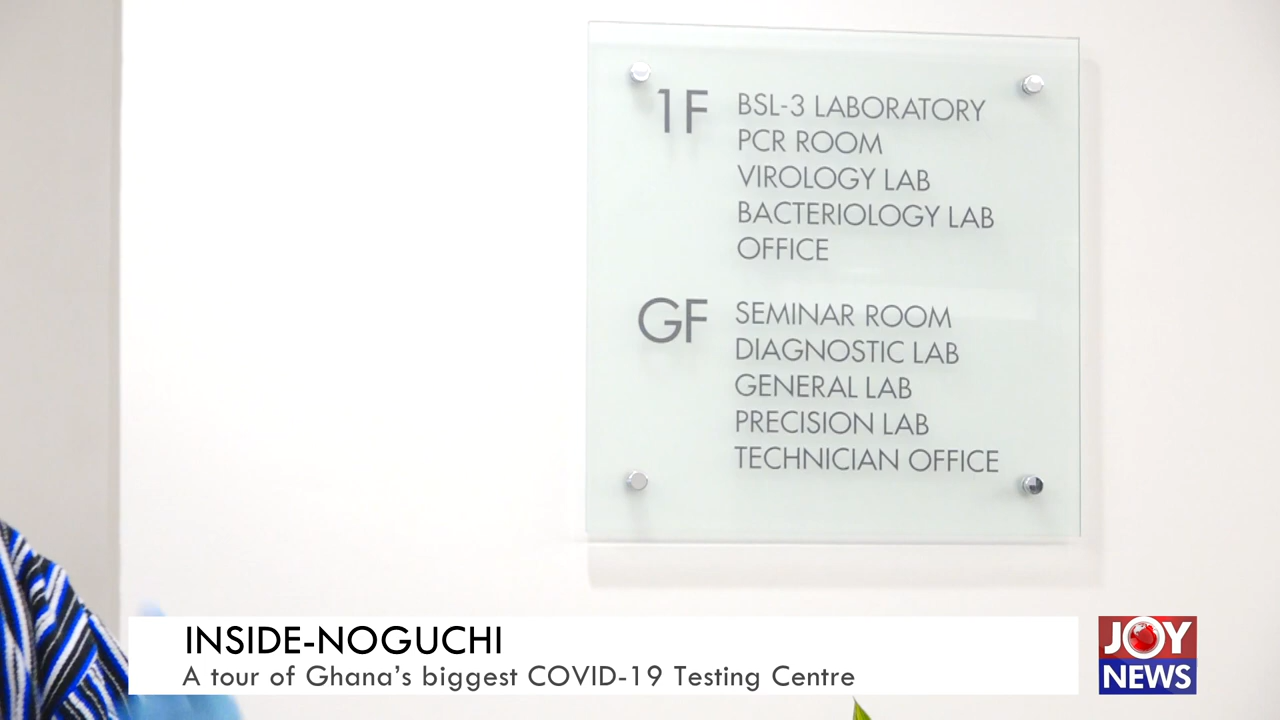 1F
BSL-3 LABORATORY
PCR ROOM
VIROLOGY LAB
BACTERIOLOGY LAB
OFFICE
GF
SEMINAR ROOM
DIAGNOSTIC LAB
GENERAL LAB
PRECISION LAB
TECHNICIAN OFFICE
INSIDE-NOGUCHI
A tour of Ghana's biggest COVID-19 Testing Centre
JOY
NEWS